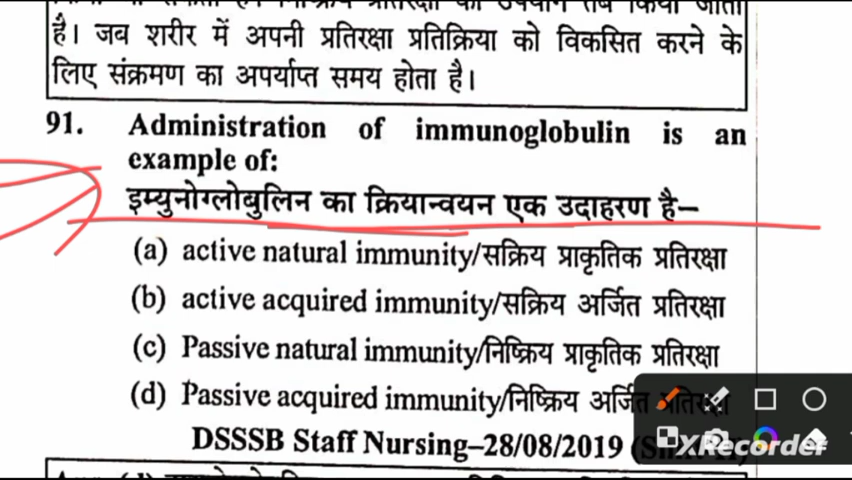 है। जब शरीर में अपनी प्रतिरक्षा प्रतिक्रिया को विकसित करने के
लिए संक्रमण का अपर्याप्त समय होता है।
91. Administration of immunoglobulin is an
example of:
इम्युनोग्लोबुलिन का क्रियान्वयन एक उदाहरण है–
(a) active natural immunity/सक्रिय प्राकृतिक प्रतिरक्षा
(b) active acquired immunity/सक्रिय अर्जित प्रतिरक्षा
(c) Passive natural immunity/निष्क्रिय प्राकृतिक प्रतिरक्षा
(d) Passive acquired immunity/निष्क्रिय अर्जित प्रतिरक्षा
DSSSB Staff Nursing–28/08/2019
XRecorder